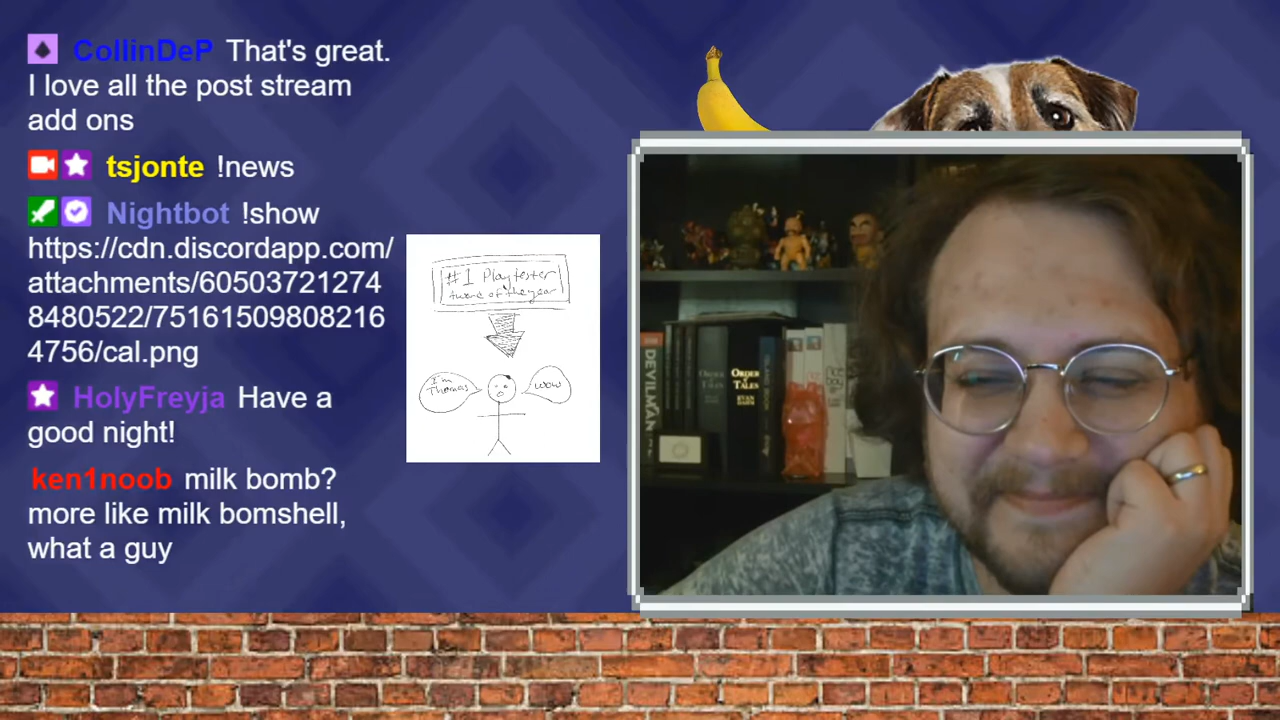 CollinDeP That's great.
I love all the post stream
add ons
tsjonte !news
Nightbot !show
https://cdn.discordapp.com/
attachments/60503721274
8480522/75161509808216
4756/cal.png
HolyFreyja Have a
good night!
ken1noob milk bomb?
more like milk bomshell,
what a guy
#1 Playtester
of the year
I'm
Thomas
wow
DEVILMAN
ORDER
TALES
ORDER
& TALES